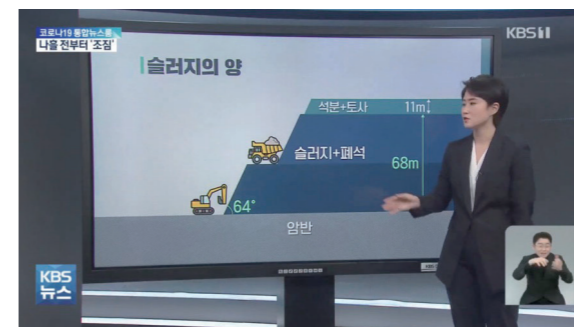 코로나19 통합뉴스룸
나흘 전부터 '조짐'
KBS 1
슬러지의 양
석분+토사 11m
슬러지+폐석
68m
64°
암반
KBS
뉴스